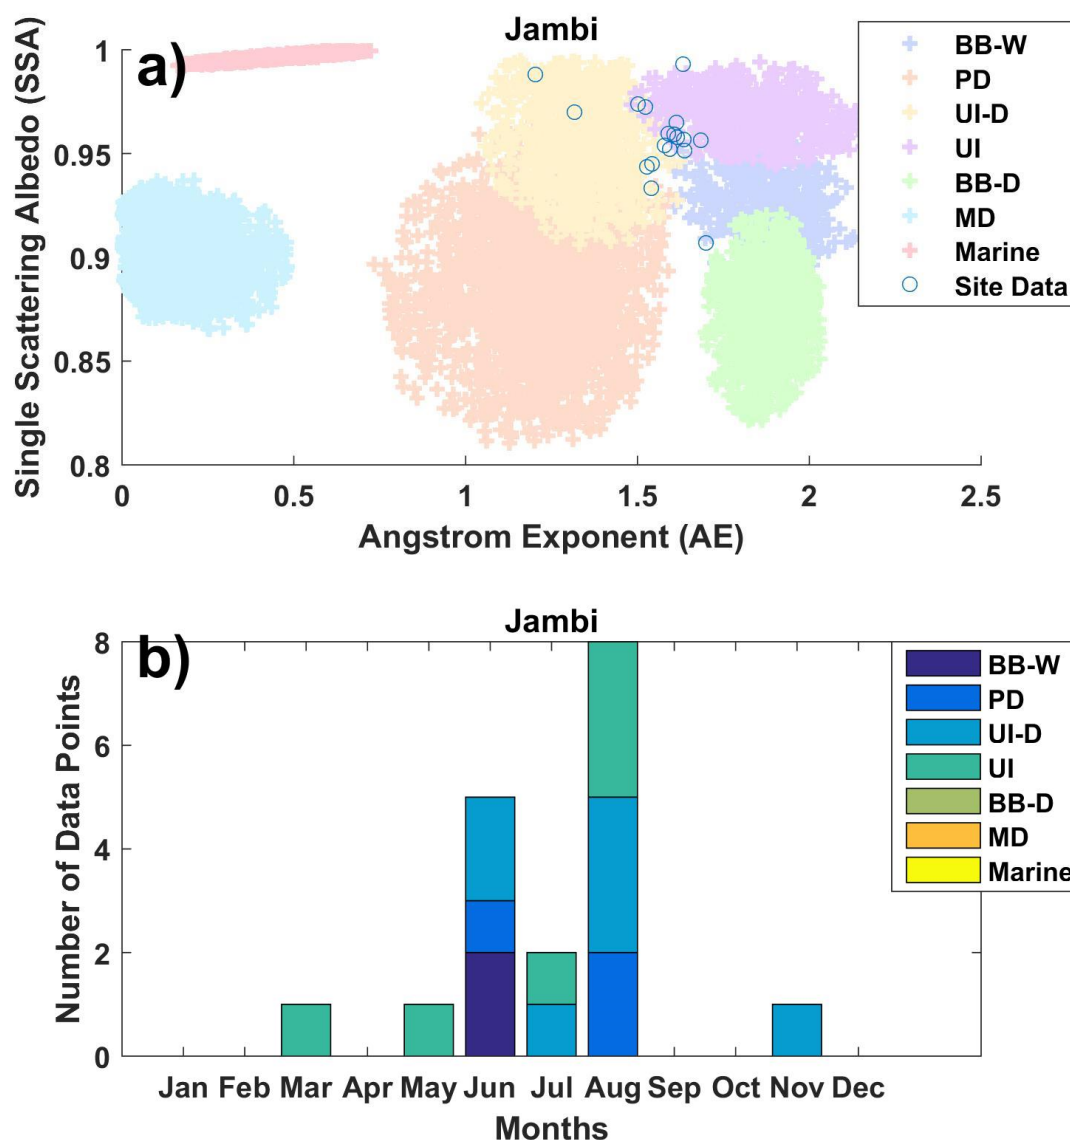 Jambi
a)
BB-W
PD
UI-D
UI
BB-D
MD
Marine
Site Data
Single Scattering Albedo (SSA)
1
0.95
0.9
0.85
0.8
0 0.5 1 1.5 2 2.5
Angstrom Exponent (AE)
Jambi
b)
BB-W
PD
UI-D
UI
BB-D
MD
Marine
Number of Data Points
8
6
4
2
0
Jan Feb Mar Apr May Jun Jul Aug Sep Oct Nov Dec
Months